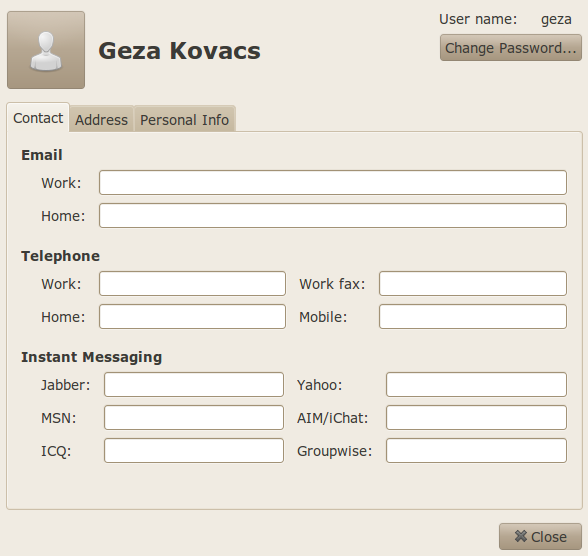 User name: geza
Geza Kovacs
Change Password...
Contact Address Personal Info
Email
Work:
Home:
Telephone
Work: Work fax:
Home: Mobile:
Instant Messaging
Jabber: Yahoo:
MSN: AIM/iChat:
ICQ: Groupwise:
Close